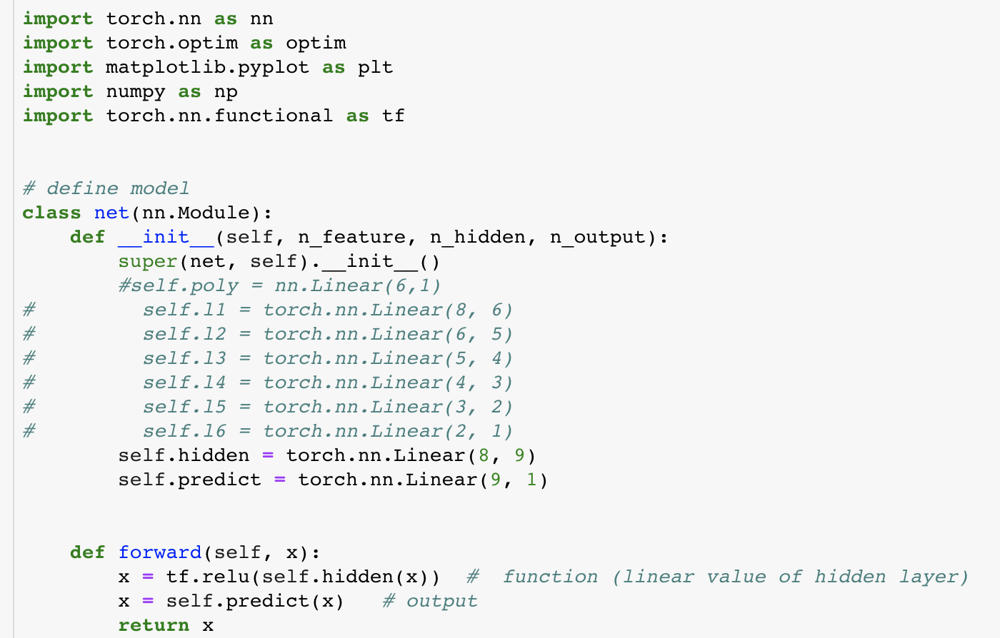 import torch.nn as nn
import torch.optim as optim
import matplotlib.pyplot as plt
import numpy as np
import torch.nn.functional as tf
# define model
class net(nn.Module):
    def __init__(self, n_feature, n_hidden, n_output):
        super(net, self).__init__()
        #self.poly = nn.Linear(6,1)
#         self.l1 = torch.nn.Linear(8, 6)
#         self.l2 = torch.nn.Linear(6, 5)
#         self.l3 = torch.nn.Linear(5, 4)
#         self.l4 = torch.nn.Linear(4, 3)
#         self.l5 = torch.nn.Linear(3, 2)
#         self.l6 = torch.nn.Linear(2, 1)
        self.hidden = torch.nn.Linear(8, 9)
        self.predict = torch.nn.Linear(9, 1)
    def forward(self, x):
        x = tf.relu(self.hidden(x))  #  function (linear value of hidden layer)
        x = self.predict(x)   # output
        return x